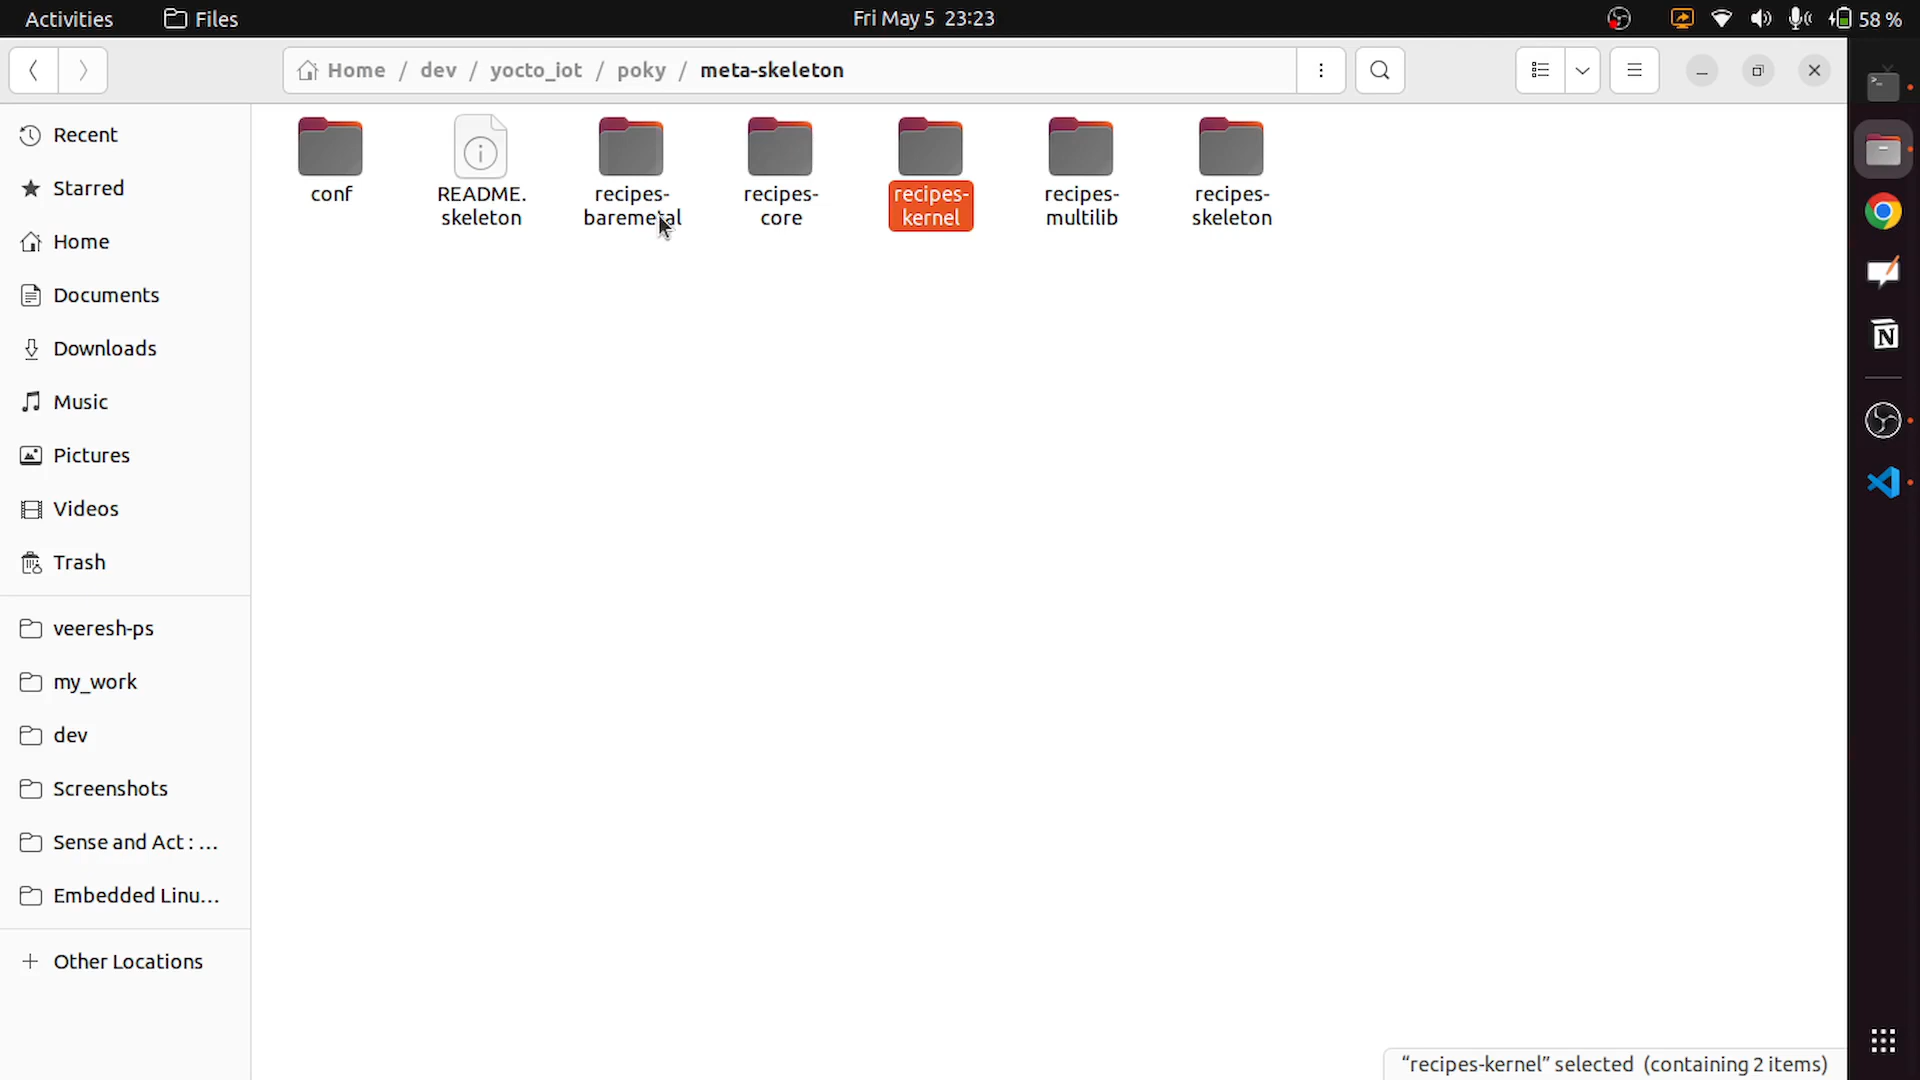 Activities Files Fri May 5 23:23 58 %
Home / dev / yocto_iot / poky / meta-skeleton
Recent
Starred
Home
Documents
Downloads
Music
Pictures
Videos
Trash
veeresh-ps
my_work
dev
Screenshots
Sense and Act : ...
Embedded Linu...
Other Locations
conf
README.
skeleton
recipes-
baremetal
recipes-
core
recipes-
kernel
recipes-
multilib
recipes-
skeleton
“recipes-kernel” selected (containing 2 items)